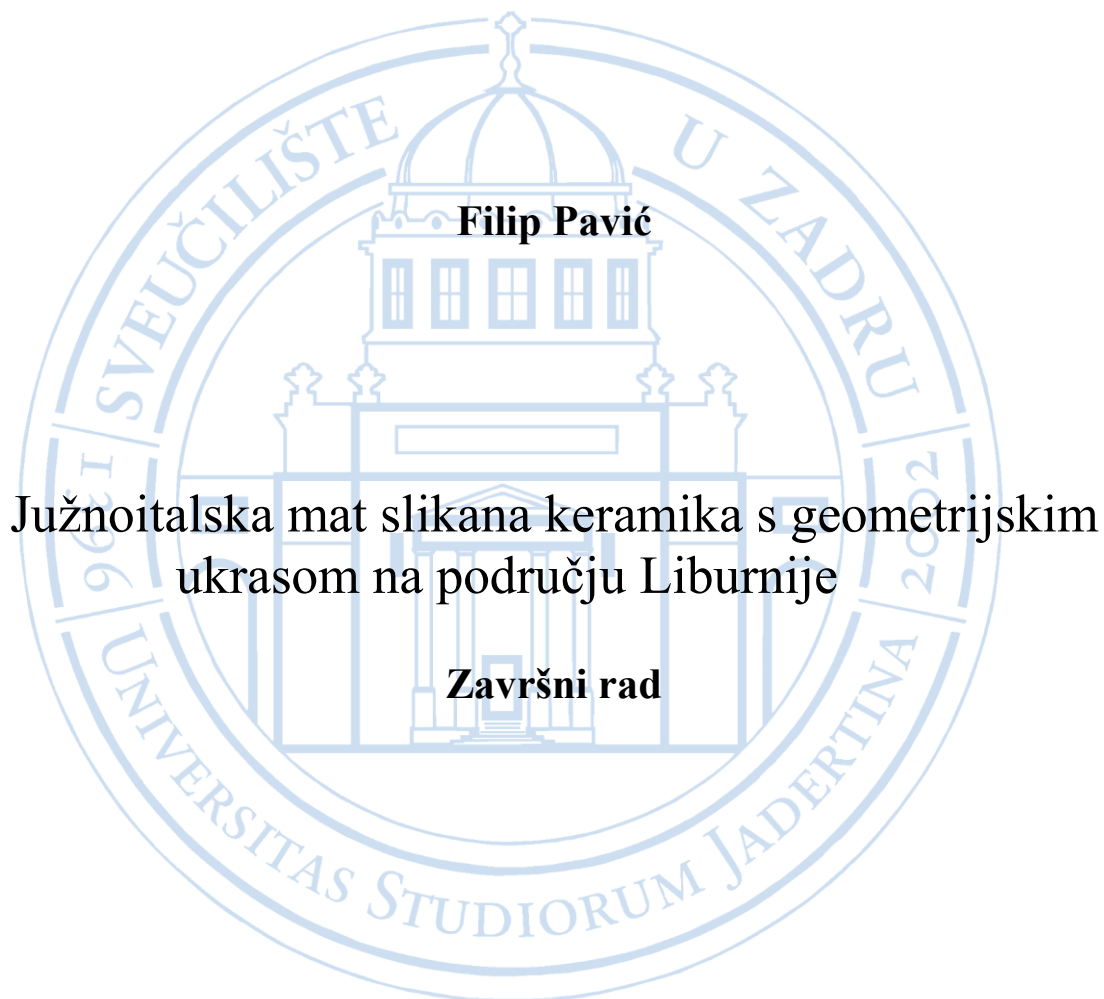 SVEUČILIŠTE U ZADRU
Filip Pavić
1396
2002
Južnoitalska mat slikana keramika s geometrijskim
ukrasom na području Liburnije
Završni rad
UNIVERSITAS STUDIORUM JADERTINA